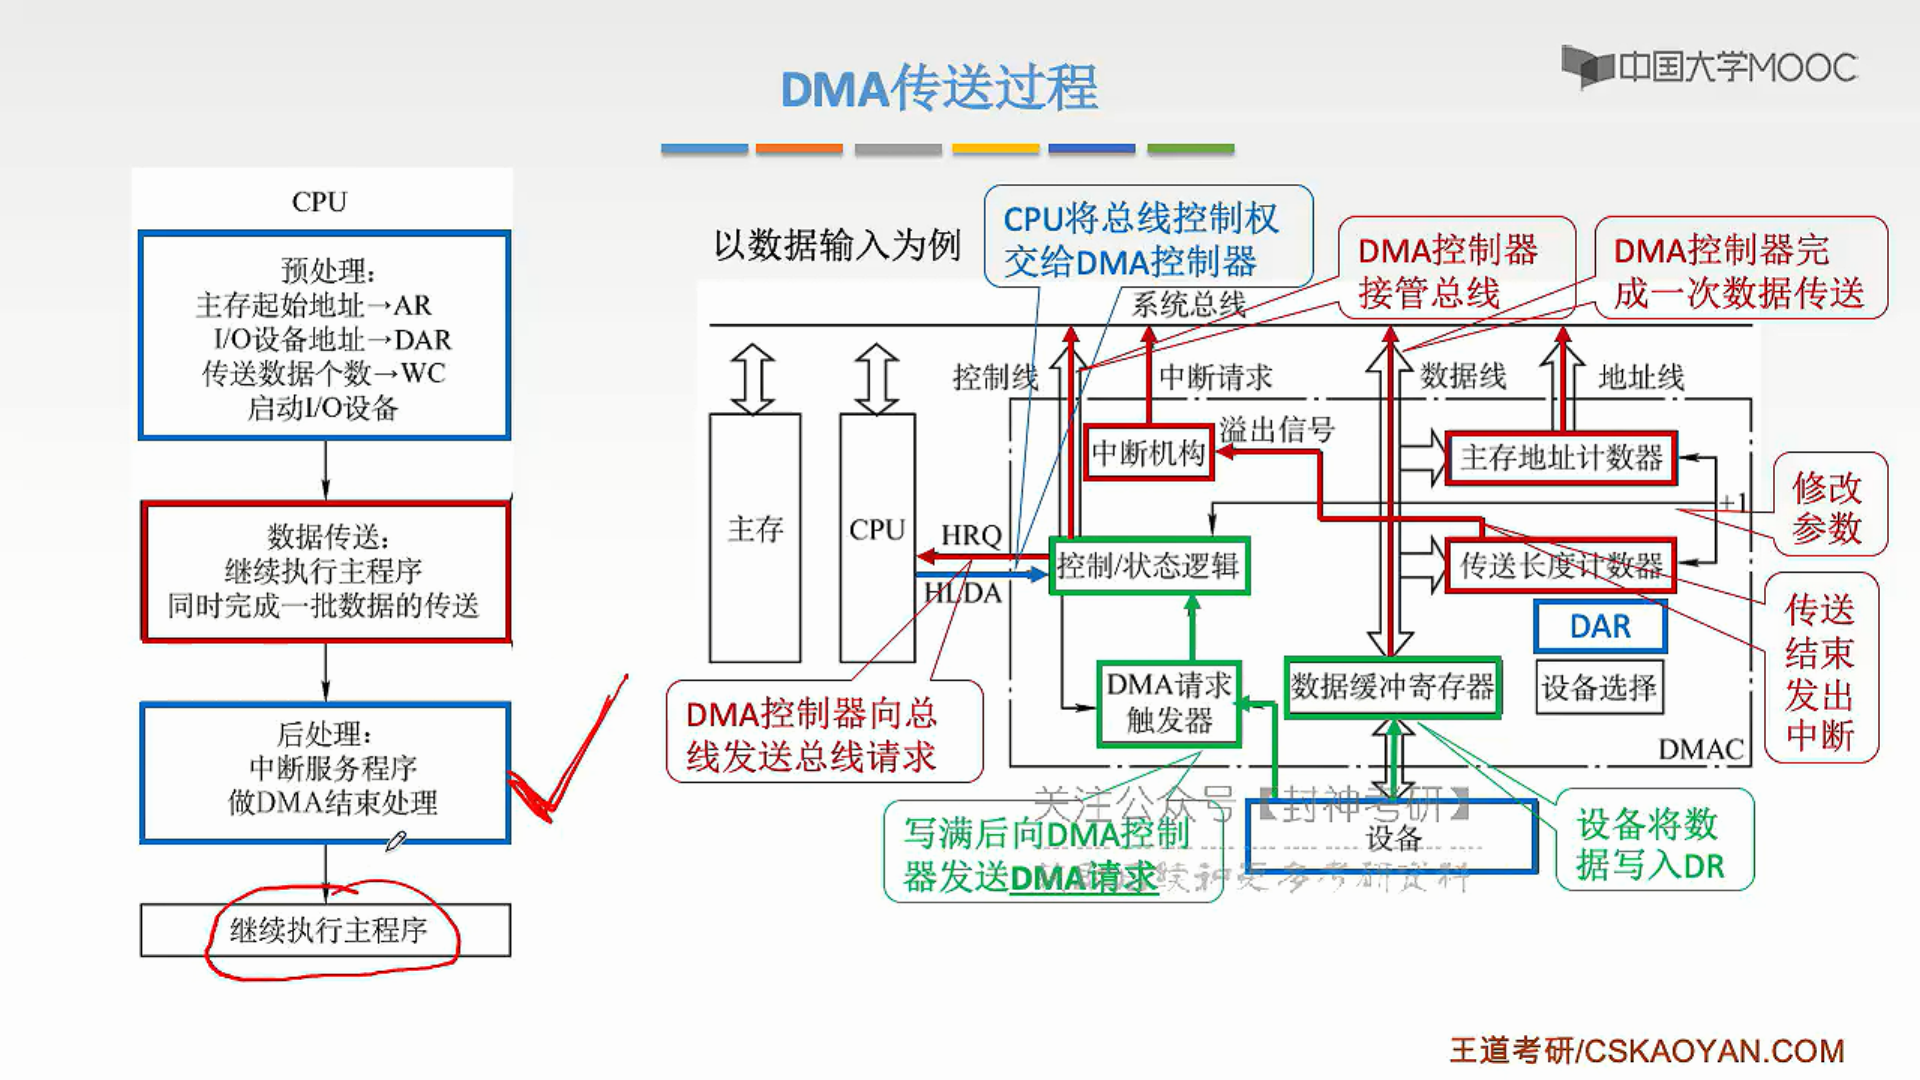 DMA传送过程
中国大学MOOC
CPU
预处理：
主存起始地址→AR
I/O设备地址→DAR
传送数据个数→WC
启动I/O设备
数据传送：
继续执行主程序
同时完成一批数据的传送
后处理：
中断服务程序
做DMA结束处理
继续执行主程序
以数据输入为例
CPU将总线控制权
交给DMA控制器
DMA控制器
接管总线
DMA控制器完
成一次数据传送
系统总线
控制线
中断请求
数据线
地址线
中断机构
溢出信号
主存地址计数器
+1
修改
参数
主存
CPU
HRQ
HLDA
控制/状态逻辑
传送长度计数器
DAR
设备选择
传送
结束
发出
中断
DMA请求
触发器
数据缓冲寄存器
DMAC
DMA控制器向总
线发送总线请求
关注公众号【封神考研】
写满后向DMA控制
器发送DMA请求
设备
设备将数
据写入DR
王道考研/CSKAOYAN.COM